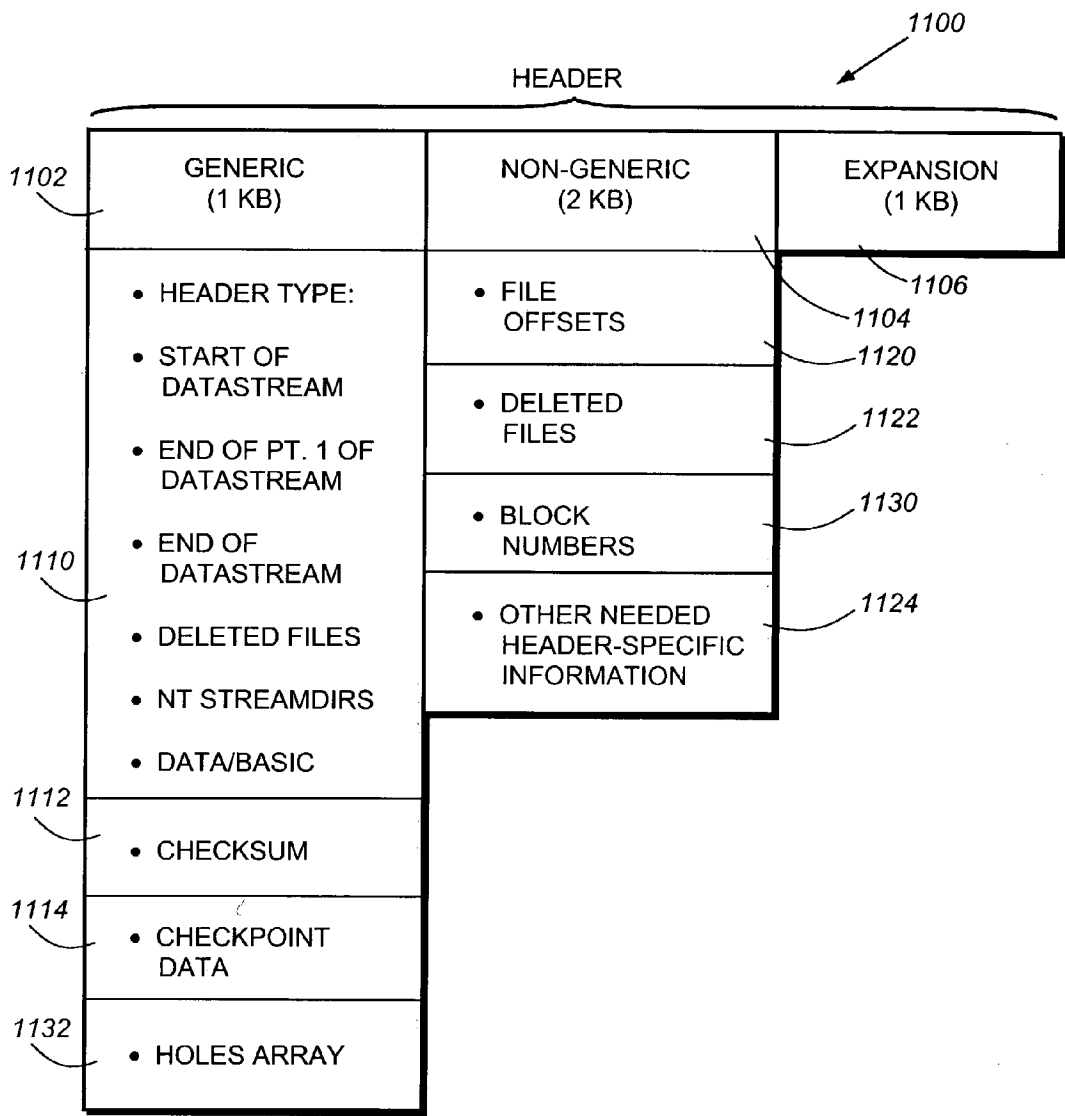 1100
HEADER
1102
GENERIC
(1 KB)
NON-GENERIC
(2 KB)
EXPANSION
(1 KB)
1106
1104
1110
• HEADER TYPE:
• START OF
DATASTREAM
• END OF PT. 1 OF
DATASTREAM
• END OF
DATASTREAM
• DELETED FILES
• NT STREAMDIRS
• DATA/BASIC
1112
• CHECKSUM
1114
• CHECKPOINT
DATA
1132
• HOLES ARRAY
• FILE
OFFSETS
1120
• DELETED
FILES
1122
• BLOCK
NUMBERS
1130
• OTHER NEEDED
HEADER-SPECIFIC
INFORMATION
1124